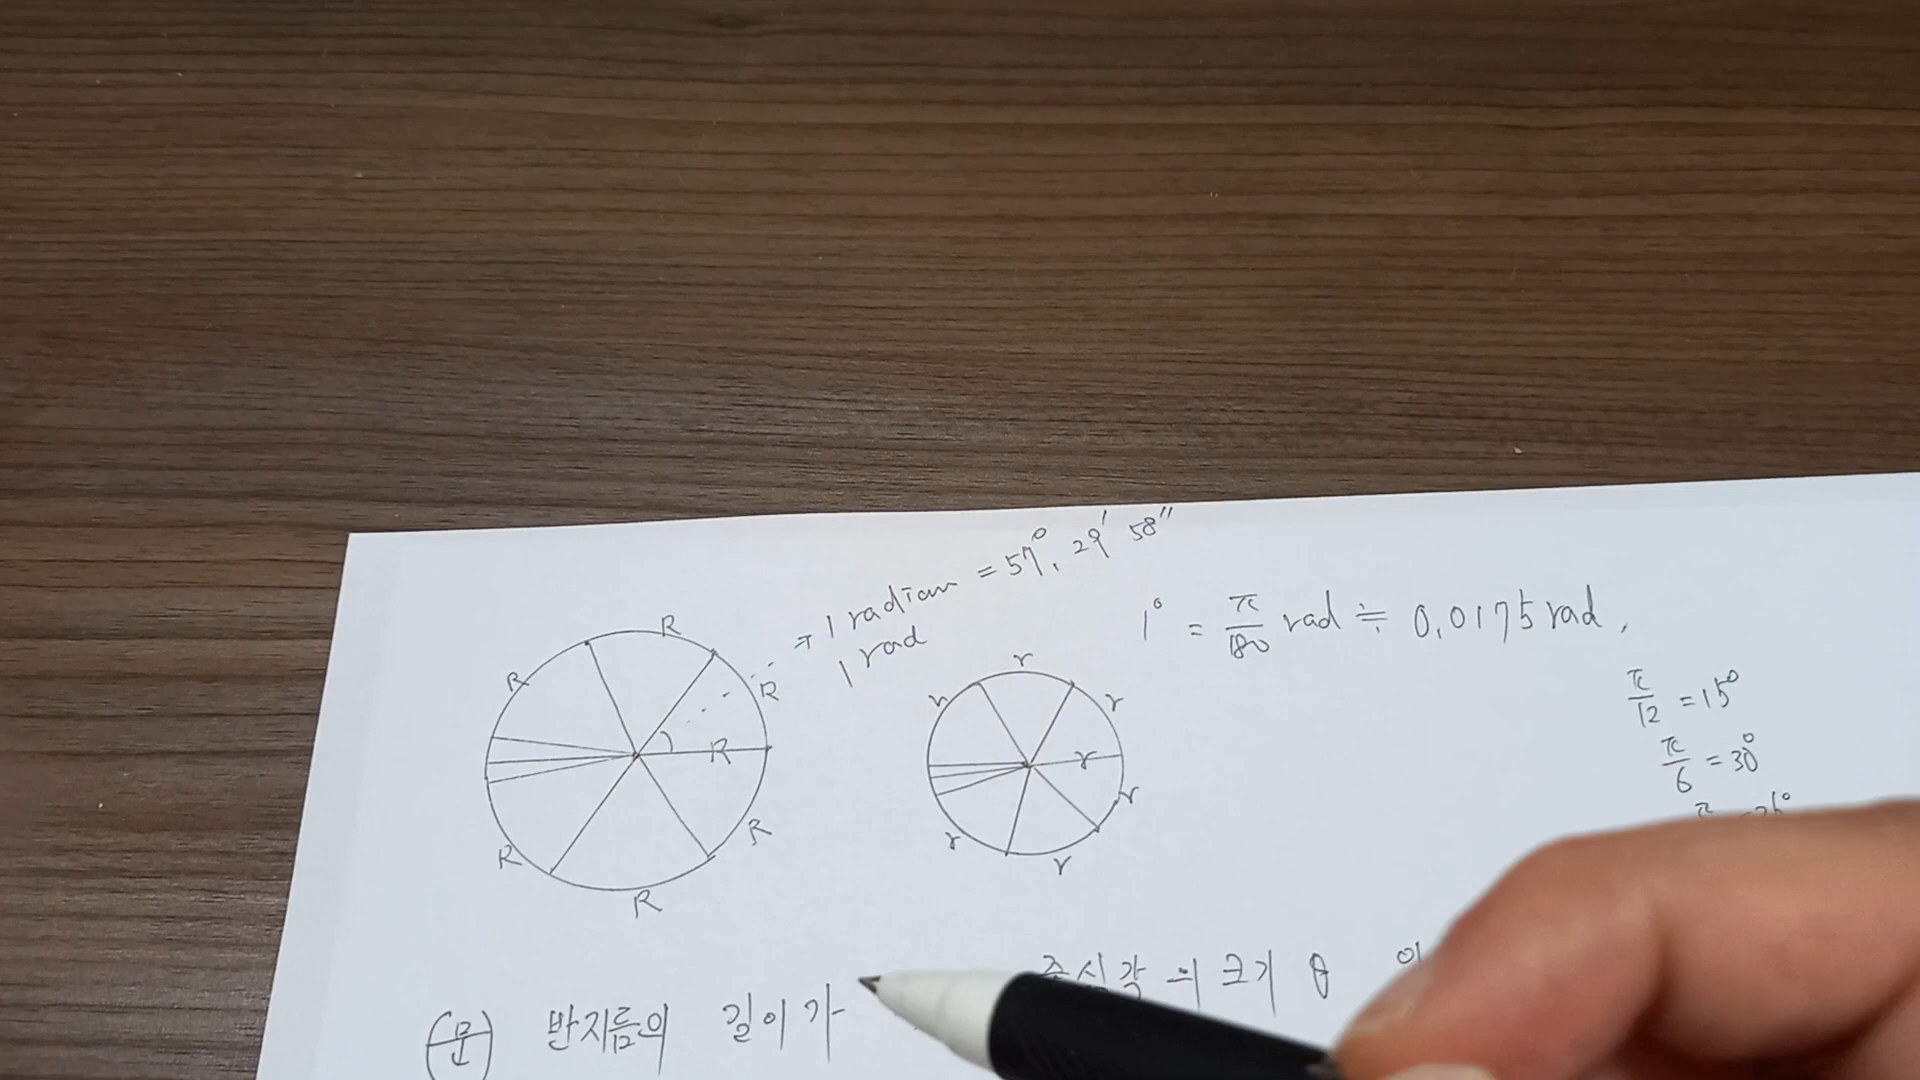 → 1 radian = 57°. 29' 58"
1 rad
1° = π/180 rad ≒ 0.0175 rad.
R
R
R
R
R
R
R
r
r
r
r
r
r
r
π/12 = 15°
π/6 = 30°
(문) 반지름의 길이가 중심각의 크기 θ